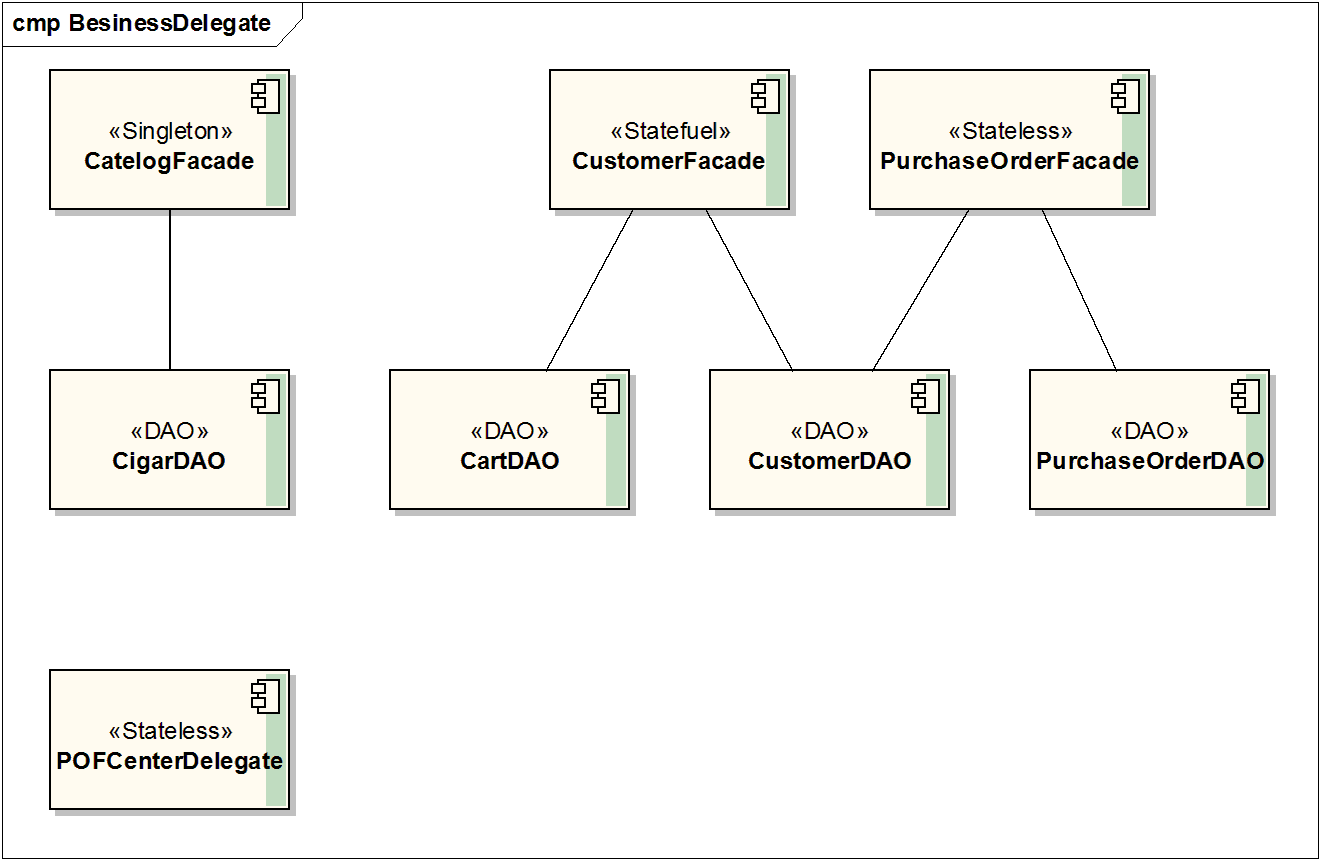 cmp BesinessDelegate
«Singleton»
CatelogFacade
«Statefuel»
CustomerFacade
«Stateless»
PurchaseOrderFacade
«DAO»
CigarDAO
«DAO»
CartDAO
«DAO»
CustomerDAO
«DAO»
PurchaseOrderDAO
«Stateless»
POFCenterDelegate